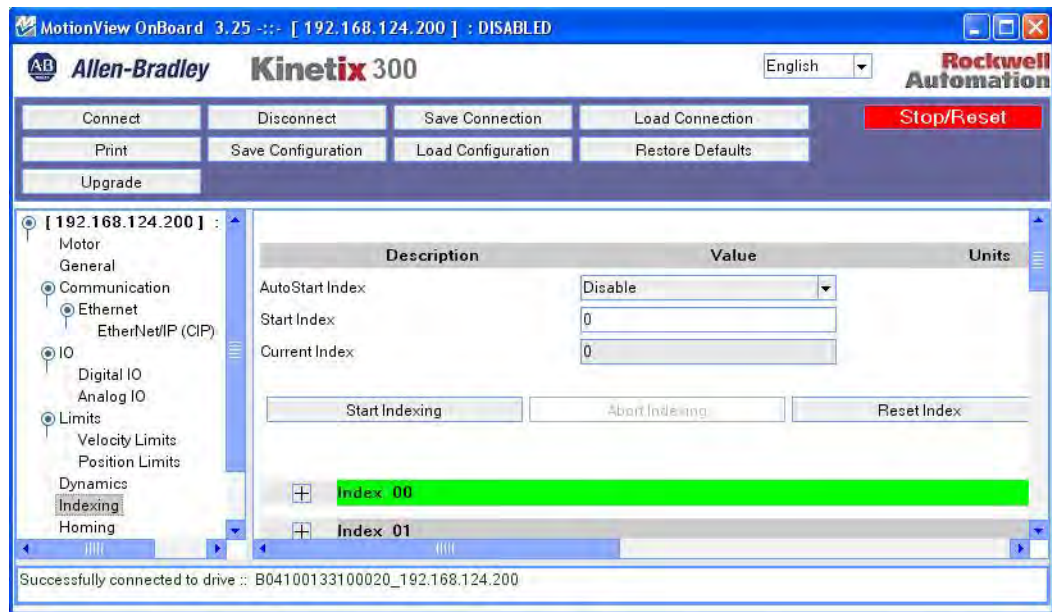 MotionView OnBoard 3.25 -::- [ 192.168.124.200 ] : DISABLED
AB Allen-Bradley Kinetix 300 English Rockwell Automation
Connect Disconnect Save Connection Load Connection Stop/Reset
Print Save Configuration Load Configuration Restore Defaults
Upgrade
[ 192.168.124.200 ] :
Motor
General
Communication
Ethernet
EtherNet/IP (CIP)
IO
Digital IO
Analog IO
Limits
Velocity Limits
Position Limits
Dynamics
Indexing
Homing
Description Value Units
AutoStart Index Disable
Start Index 0
Current Index 0
Start Indexing Abort Indexing Reset Index
Index 00
Index 01
Successfully connected to drive :: B04100133100020_192.168.124.200